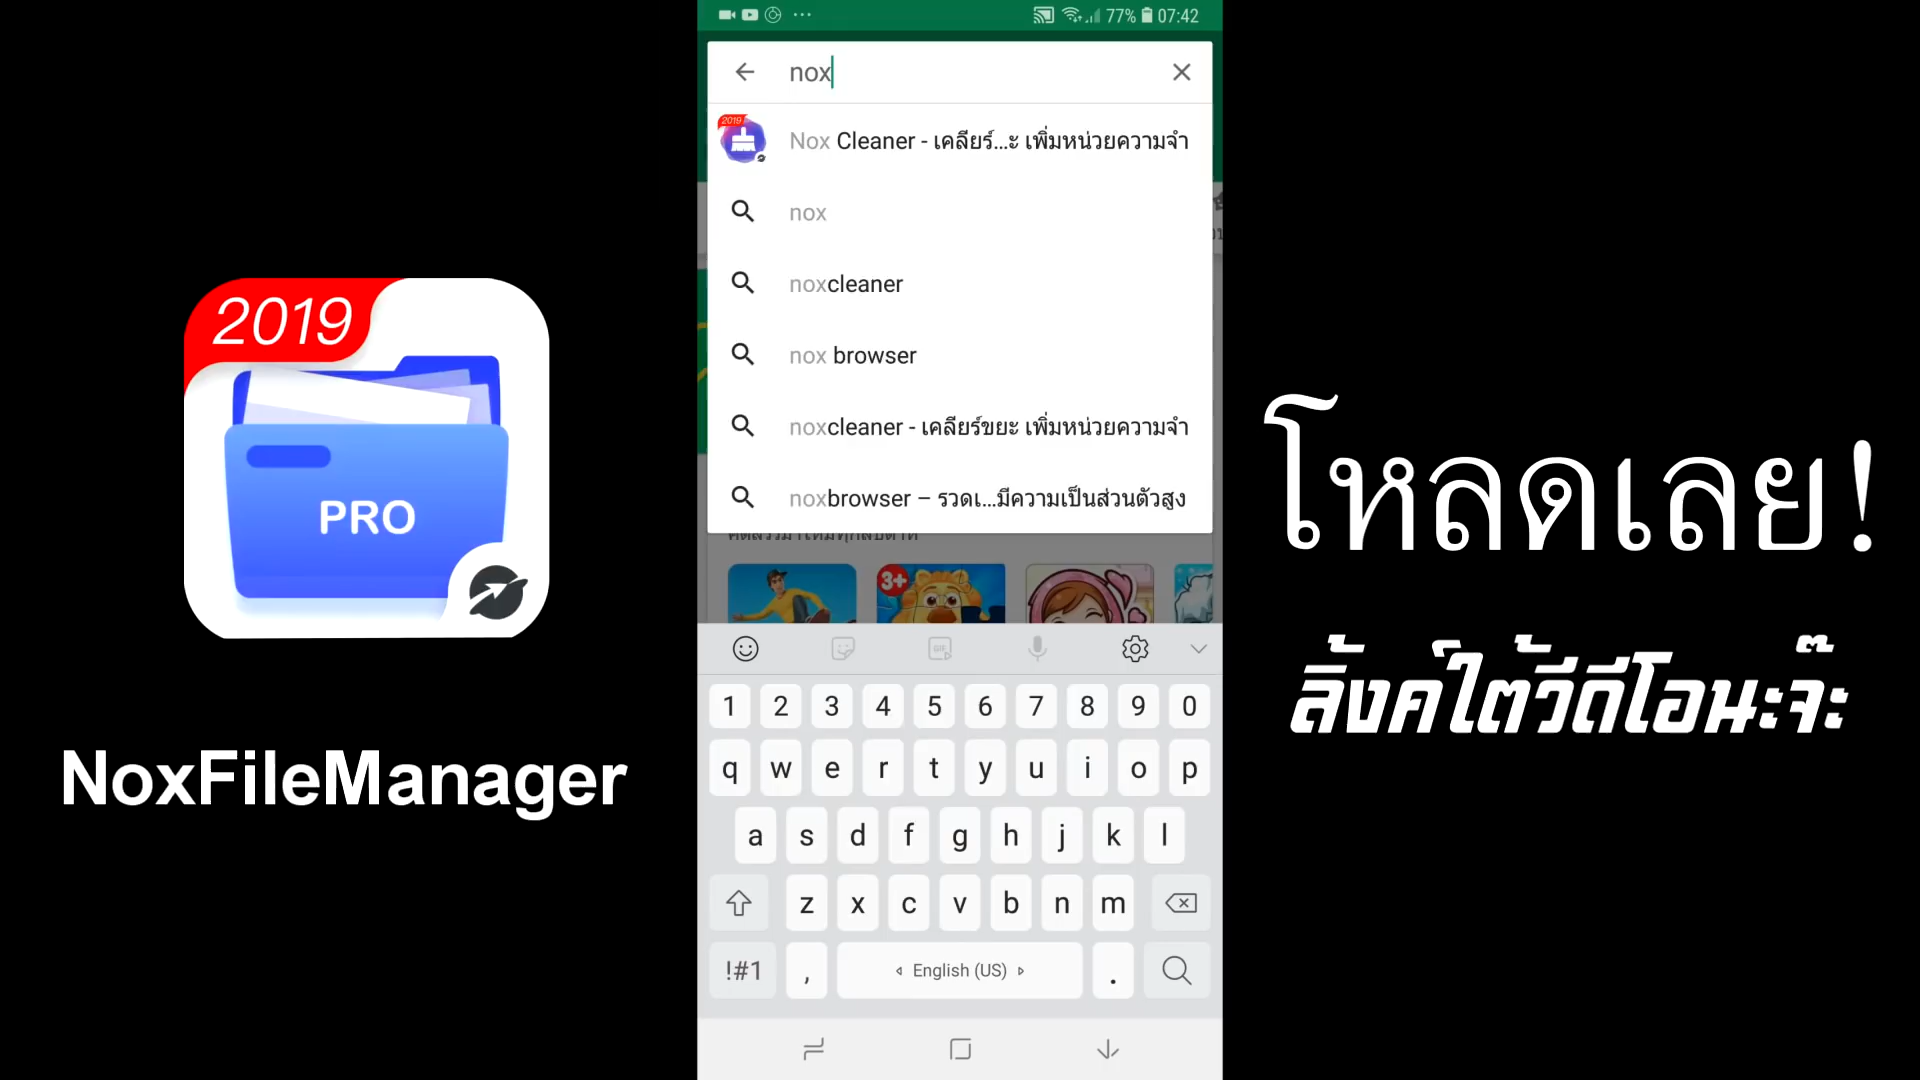 2019
PRO
NoxFileManager
77% 07:42
nox
2019
Nox Cleaner - เคลียร์...ะ เพิ่มหน่วยความจำ
nox
noxcleaner
nox browser
noxcleaner - เคลียร์ขยะ เพิ่มหน่วยความจำ
noxbrowser – รวดเ...มีความเป็นส่วนตัวสูง
3+
GIF
1 2 3 4 5 6 7 8 9 0
q w e r t y u i o p
a s d f g h j k l
z x c v b n m
!#1 , English (US) .
โหลดเลย!
ลิ้งค์ใต้วีดีโอนะจ๊ะ